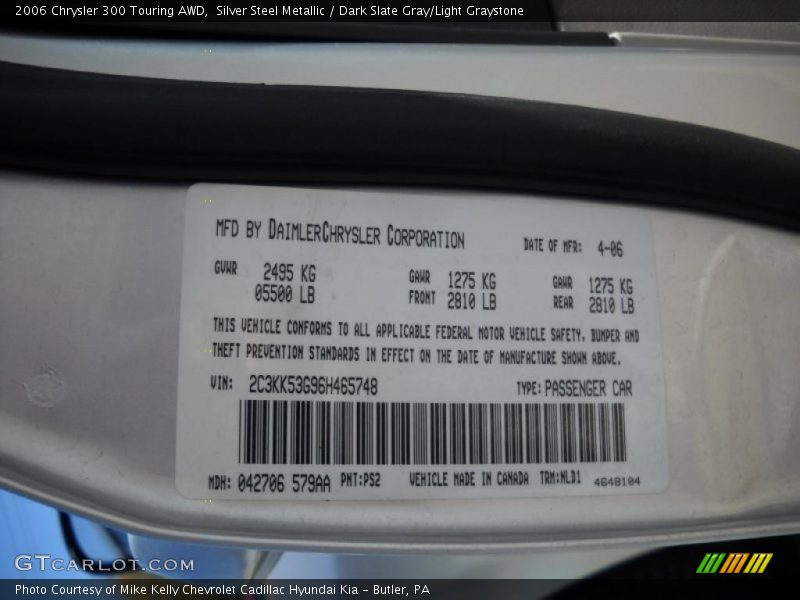 2006 Chrysler 300 Touring AWD,  Silver Steel Metallic / Dark Slate Gray/Light Graystone
MFD BY DAIMLERCHRYSLER CORPORATION
DATE OF MFR: 4-06
GVWR 2495 KG
05500 LB
GAWR 1275 KG
FRONT 2810 LB
GAWR 1275 KG
REAR 2810 LB
THIS VEHICLE CONFORMS TO ALL APPLICABLE FEDERAL MOTOR VEHICLE SAFETY, BUMPER AND
THEFT PREVENTION STANDARDS IN EFFECT ON THE DATE OF MANUFACTURE SHOWN ABOVE.
VIN: 2C3KK53G96H465748
TYPE: PASSENGER CAR
MDH: 042706 579AA PNT:PS2 VEHICLE MADE IN CANADA TRM:NLD1 4648104
GTCARLOT.COM
Photo Courtesy of Mike Kelly Chevrolet Cadillac Hyundai Kia - Butler, PA